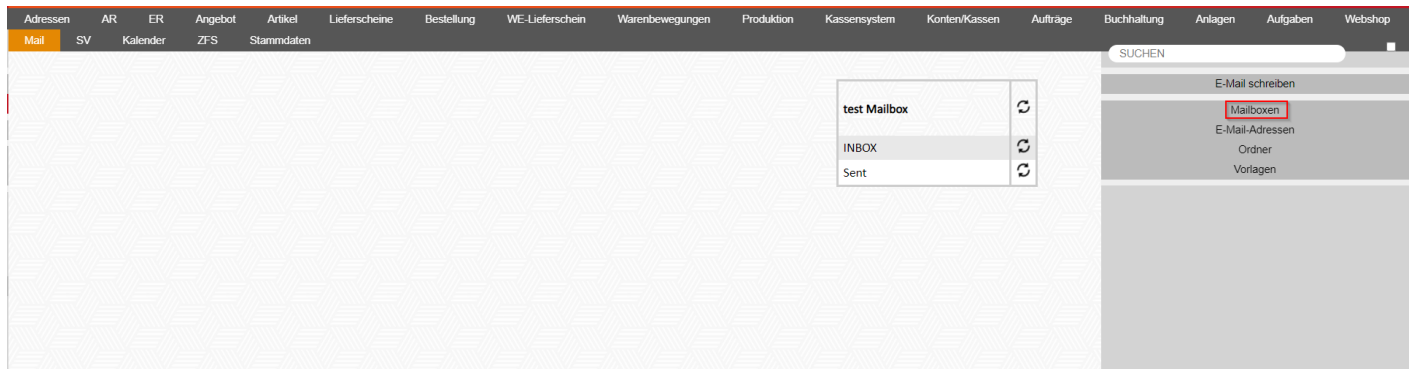 Adressen AR ER Angebot Artikel Lieferscheine Bestellung WE-Lieferschein Warenbewegungen Produktion Kassensystem Konten/Kassen Aufträge Buchhaltung Anlagen Aufgaben Webshop
Mail SV Kalender ZFS Stammdaten
SUCHEN
E-Mail schreiben
test Mailbox
Mailboxen
E-Mail-Adressen
INBOX
Ordner
Sent
Vorlagen